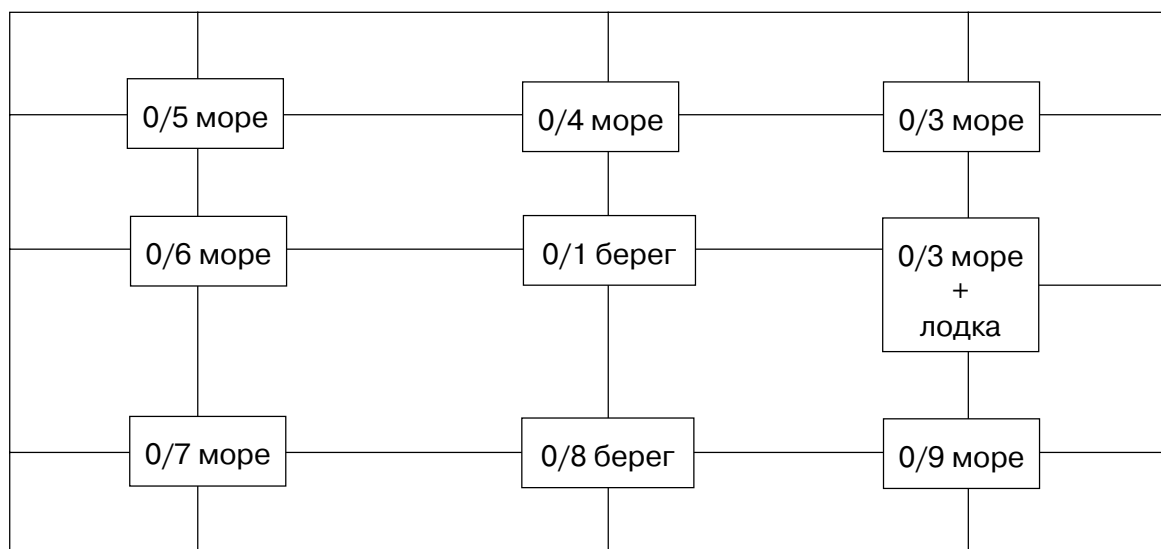 0/5 море
0/4 море
0/3 море
0/6 море
0/1 берег
0/3 море
+
лодка
0/7 море
0/8 берег
0/9 море